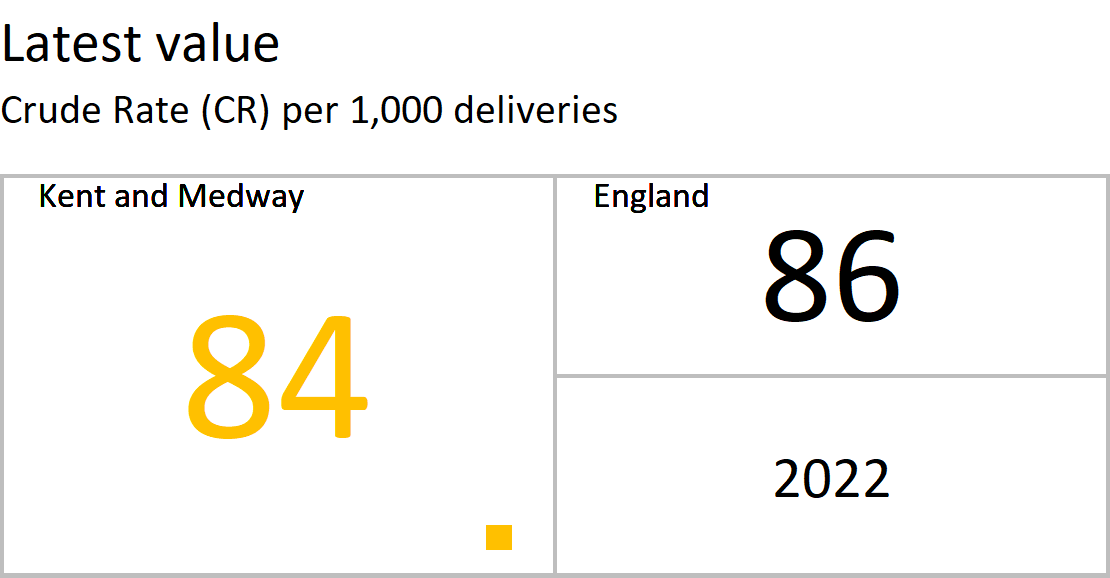 Latest value
Crude Rate (CR) per 1,000 deliveries
Kent and Medway
84
England
86
2022